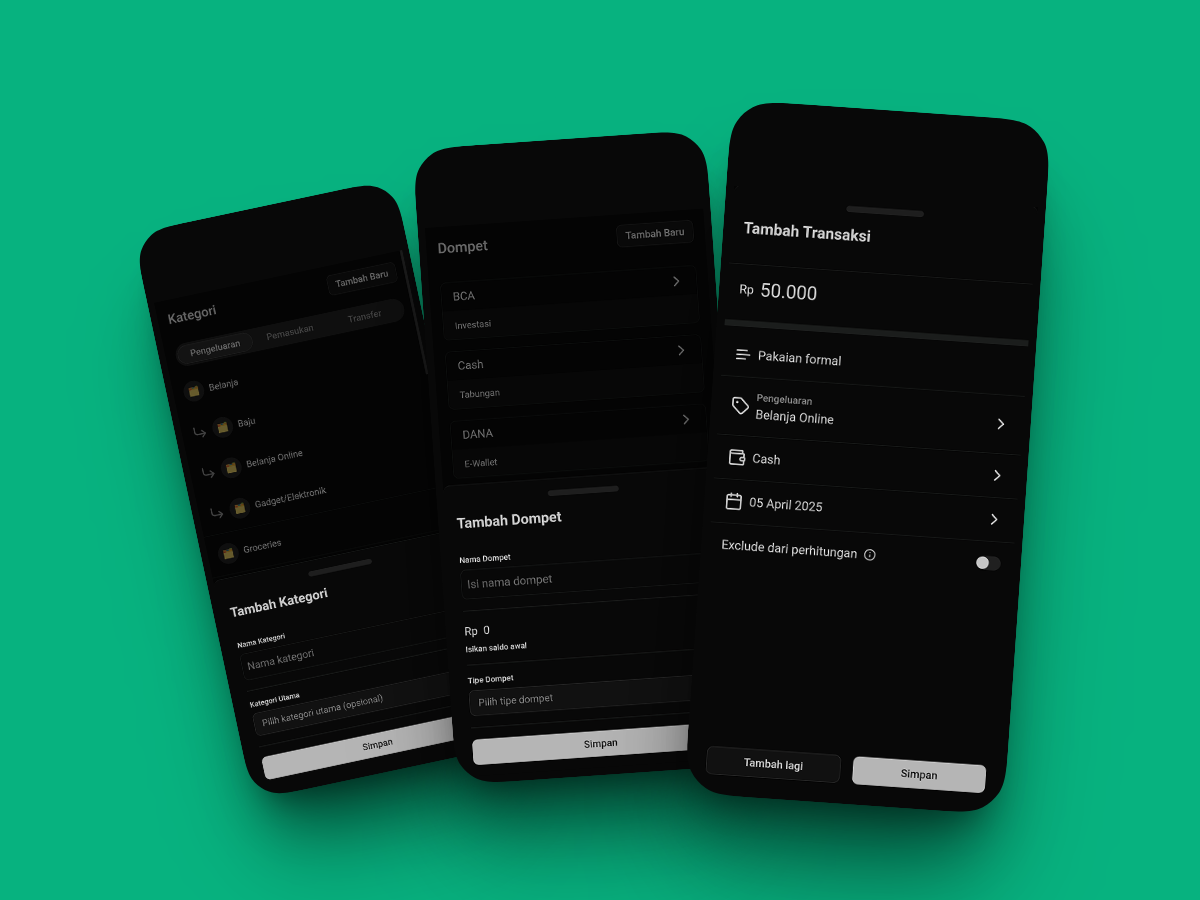 Kategori
Tambah Baru
Pengeluaran
Pemasukan
Transfer
Belanja
Baju
Belanja Online
Gadget/Elektronik
Groceries
Tambah Kategori
Nama Kategori
Nama kategori
Kategori Utama
Pilih kategori utama (opsional)
Simpan
Dompet
Tambah Baru
BCA
Investasi
Cash
Tabungan
DANA
E-Wallet
Tambah Dompet
Nama Dompet
Isi nama dompet
Rp 0
Isikan saldo awal
Tipe Dompet
Pilih tipe dompet
Simpan
Tambah Transaksi
Rp 50.000
Pakaian formal
Pengeluaran
Belanja Online
Cash
05 April 2025
Exclude dari perhitungan
Tambah lagi
Simpan